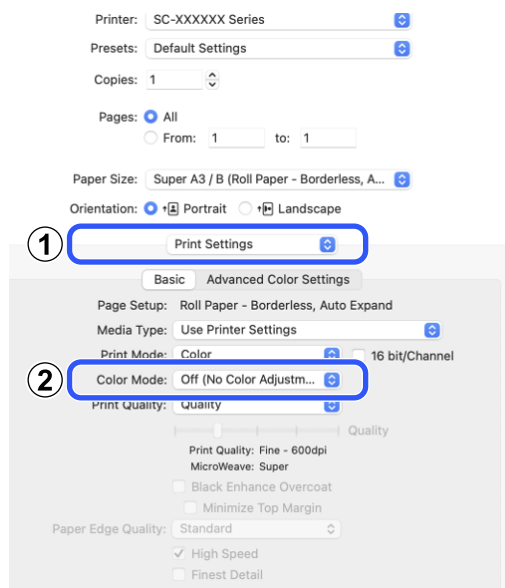 Printer: SC-XXXXXX Series
Presets: Default Settings
Copies: 1
Pages: All
From: 1 to: 1
Paper Size: Super A3 / B (Roll Paper - Borderless, A...
Orientation: Portrait Landscape
1 Print Settings
Basic Advanced Color Settings
Page Setup: Roll Paper - Borderless, Auto Expand
Media Type: Use Printer Settings
Print Mode: Color 16 bit/Channel
2 Color Mode: Off (No Color Adjustm...
Print Quality: Quality
Quality
Print Quality: Fine - 600dpi
MicroWeave: Super
Black Enhance Overcoat
Minimize Top Margin
Paper Edge Quality: Standard
High Speed
Finest Detail